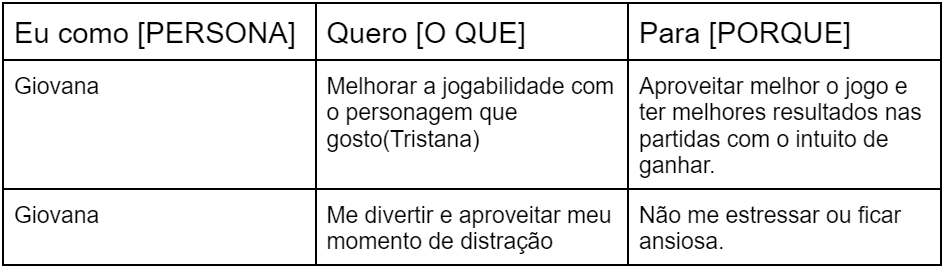 Eu como [PERSONA]
Quero [O QUE]
Para [PORQUE]
Giovana
Melhorar a jogabilidade com
o personagem que
gosto(Tristana)
Aproveitar melhor o jogo e
ter melhores resultados nas
partidas com o intuito de
ganhar.
Giovana
Me divertir e aproveitar meu
momento de distração
Não me estressar ou ficar
ansiosa.